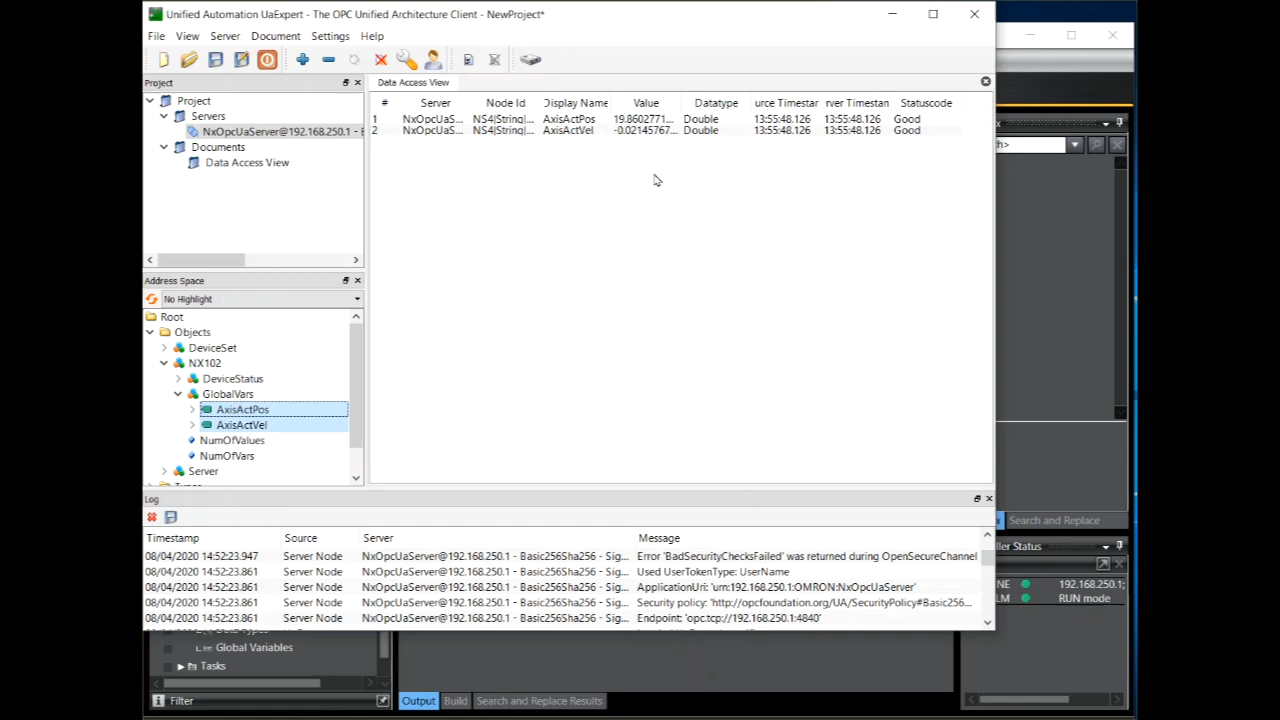 Unified Automation UaExpert - The OPC Unified Architecture Client - NewProject*
File View Server Document Settings Help
Project
Project
Servers
NxOpcUaServer@192.168.250.1 -
Documents
Data Access View
Data Access View
# Server Node Id Display Name Value Datatype urce Timestar rver Timestan Statuscode
1 NxOpcUaS... NS4|String|... AxisActPos 19.8602771... Double 13:55:48.126 13:55:48.126 Good
2 NxOpcUaS... NS4|String|... AxisActVel -0.02145767... Double 13:55:48.126 13:55:48.126 Good
h>
Address Space
No Highlight
Root
Objects
DeviceSet
NX102
DeviceStatus
GlobalVars
AxisActPos
AxisActVel
NumOfValues
NumOfVars
Server
Log
Timestamp Source Server Message
08/04/2020 14:52:23.947 Server Node NxOpcUaServer@192.168.250.1 - Basic256Sha256 - Sig... Error 'BadSecurityChecksFailed' was returned during OpenSecureChannel
08/04/2020 14:52:23.861 Server Node NxOpcUaServer@192.168.250.1 - Basic256Sha256 - Sig... Used UserTokenType: UserName
08/04/2020 14:52:23.861 Server Node NxOpcUaServer@192.168.250.1 - Basic256Sha256 - Sig... ApplicationUri: 'urn:192.168.250.1:OMRON:NxOpcUaServer'
08/04/2020 14:52:23.861 Server Node NxOpcUaServer@192.168.250.1 - Basic256Sha256 - Sig... Security policy: 'http://opcfoundation.org/UA/SecurityPolicy#Basic256...
08/04/2020 14:52:23.861 Server Node NxOpcUaServer@192.168.250.1 - Basic256Sha256 - Sig... Endpoint: 'opc.tcp://192.168.250.1:4840'
Search and Replace
ller Status
NE 192.168.250.1;
LM RUN mode
Global Variables
Tasks
Filter
Output Build Search and Replace Results